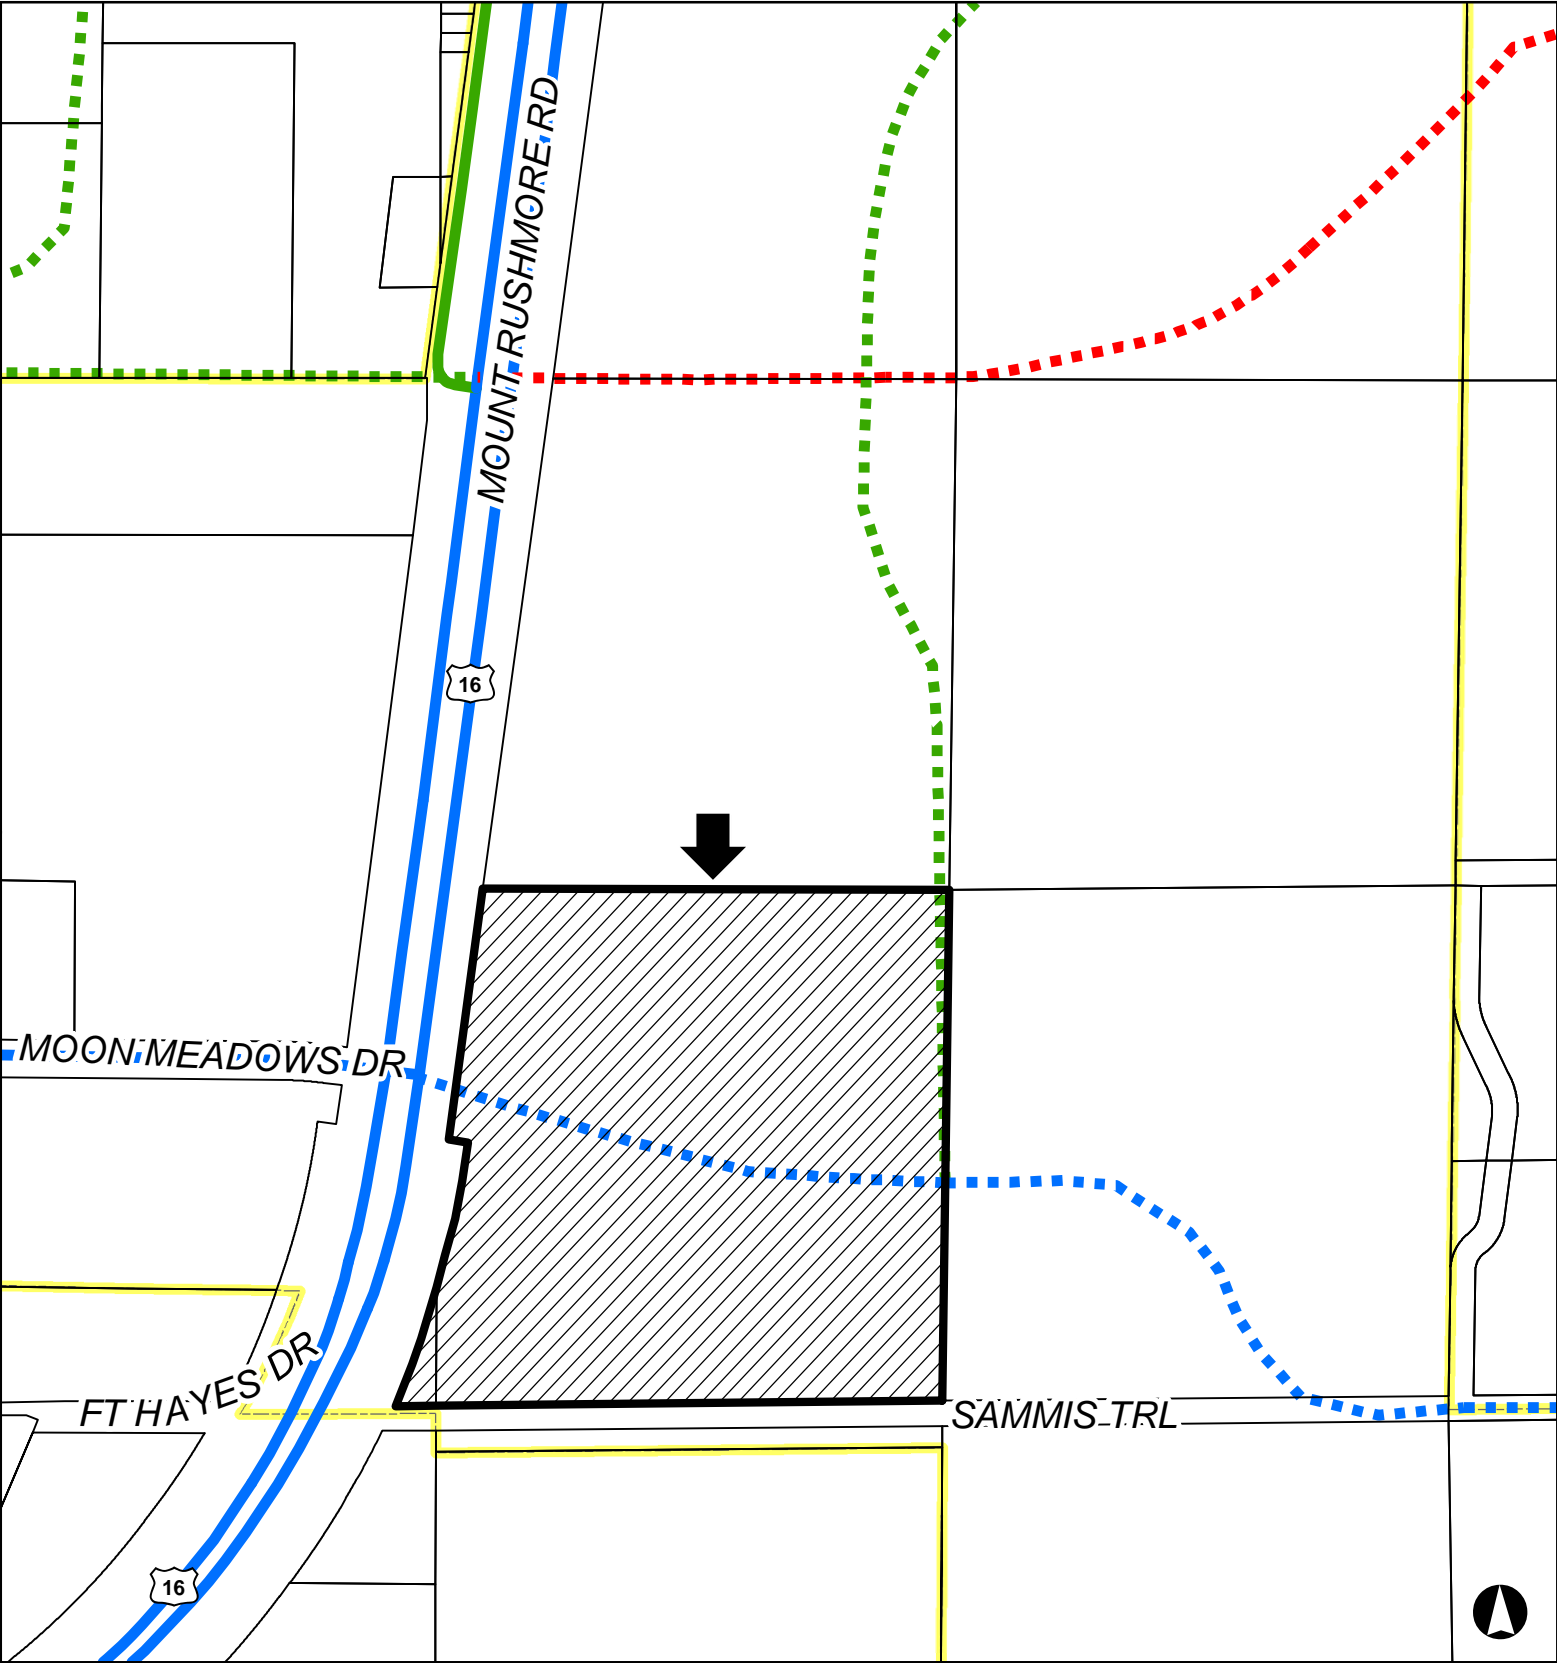 MOUNT RUSHMORE RD
16
MOON MEADOWS DR
FT HAYES DR
SAMMIS TRL
16